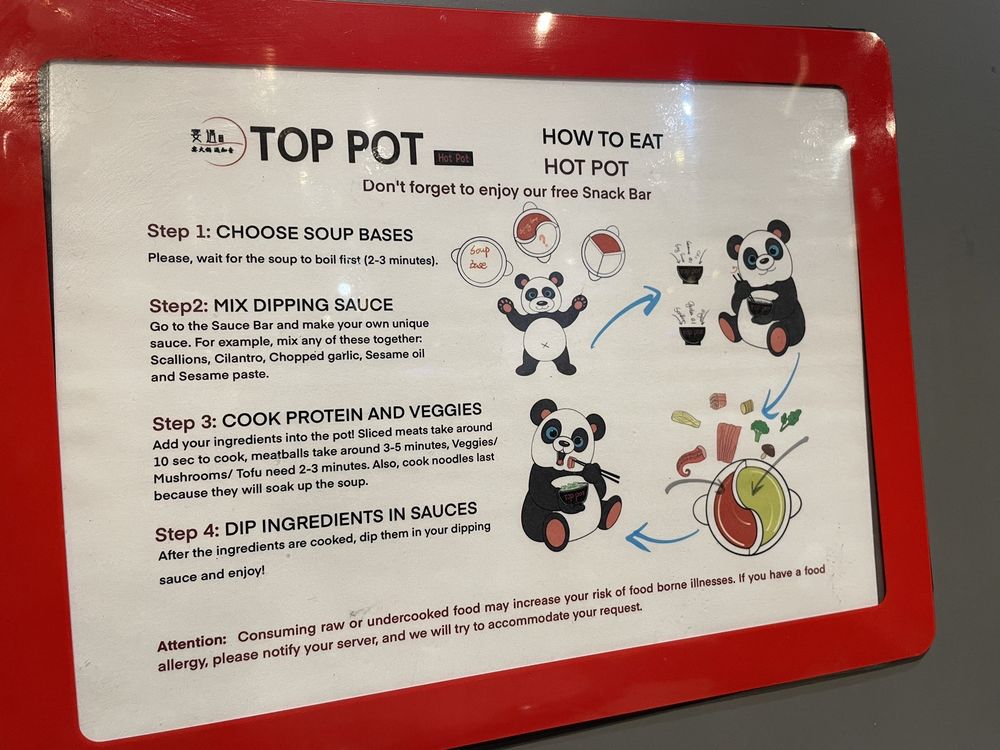 TOP POT
Hot Pot
HOW TO EAT
HOT POT
Don't forget to enjoy our free Snack Bar
Step 1: CHOOSE SOUP BASES
Please, wait for the soup to boil first (2-3 minutes).
Soup
base
?
Step2: MIX DIPPING SAUCE
Go to the Sauce Bar and make your own unique
sauce. For example, mix any of these together:
Scallions, Cilantro, Chopped garlic, Sesame oil
and Sesame paste.
Step 3: COOK PROTEIN AND VEGGIES
Add your ingredients into the pot! Sliced meats take around
10 sec to cook, meatballs take around 3-5 minutes, Veggies/
Mushrooms/ Tofu need 2-3 minutes. Also, cook noodles last
because they will soak up the soup.
TOP POT
Step 4: DIP INGREDIENTS IN SAUCES
After the ingredients are cooked, dip them in your dipping
sauce and enjoy!
Attention: Consuming raw or undercooked food may increase your risk of food borne illnesses. If you have a food
allergy, please notify your server, and we will try to accommodate your request.